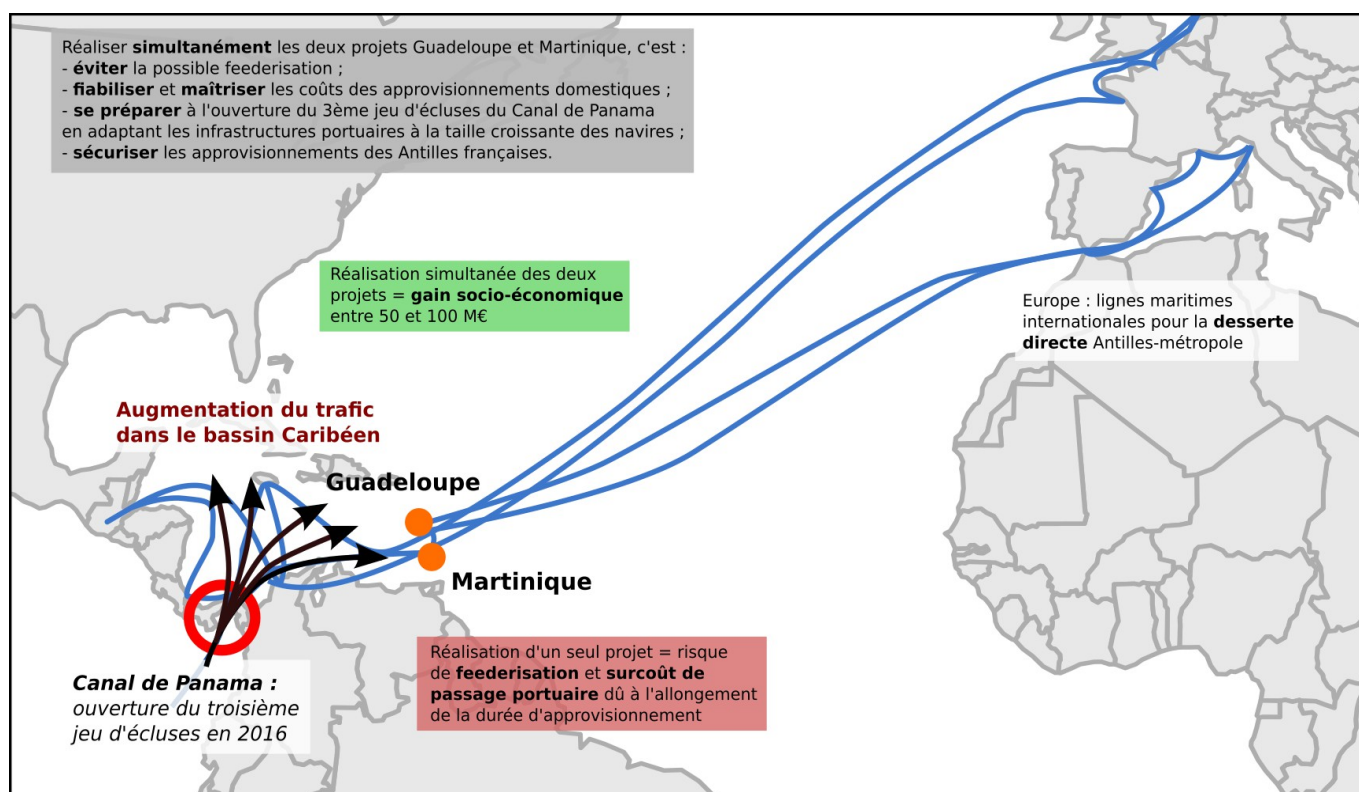 Réaliser simultanément les deux projets Guadeloupe et Martinique, c'est :
- éviter la possible feederisation ;
- fiabiliser et maîtriser les coûts des approvisionnements domestiques ;
- se préparer à l'ouverture du 3ème jeu d'écluses du Canal de Panama
en adaptant les infrastructures portuaires à la taille croissante des navires ;
- sécuriser les approvisionnements des Antilles françaises.
Réalisation simultanée des deux
projets = gain socio-économique
entre 50 et 100 M€
Europe : lignes maritimes
internationales pour la desserte
directe Antilles-métropole
Augmentation du trafic
dans le bassin Caribéen
Guadeloupe
Martinique
Réalisation d'un seul projet = risque
de feederisation et surcoût de
passage portuaire dû à l'allongement
de la durée d'approvisionnement
Canal de Panama :
ouverture du troisième
jeu d'écluses en 2016